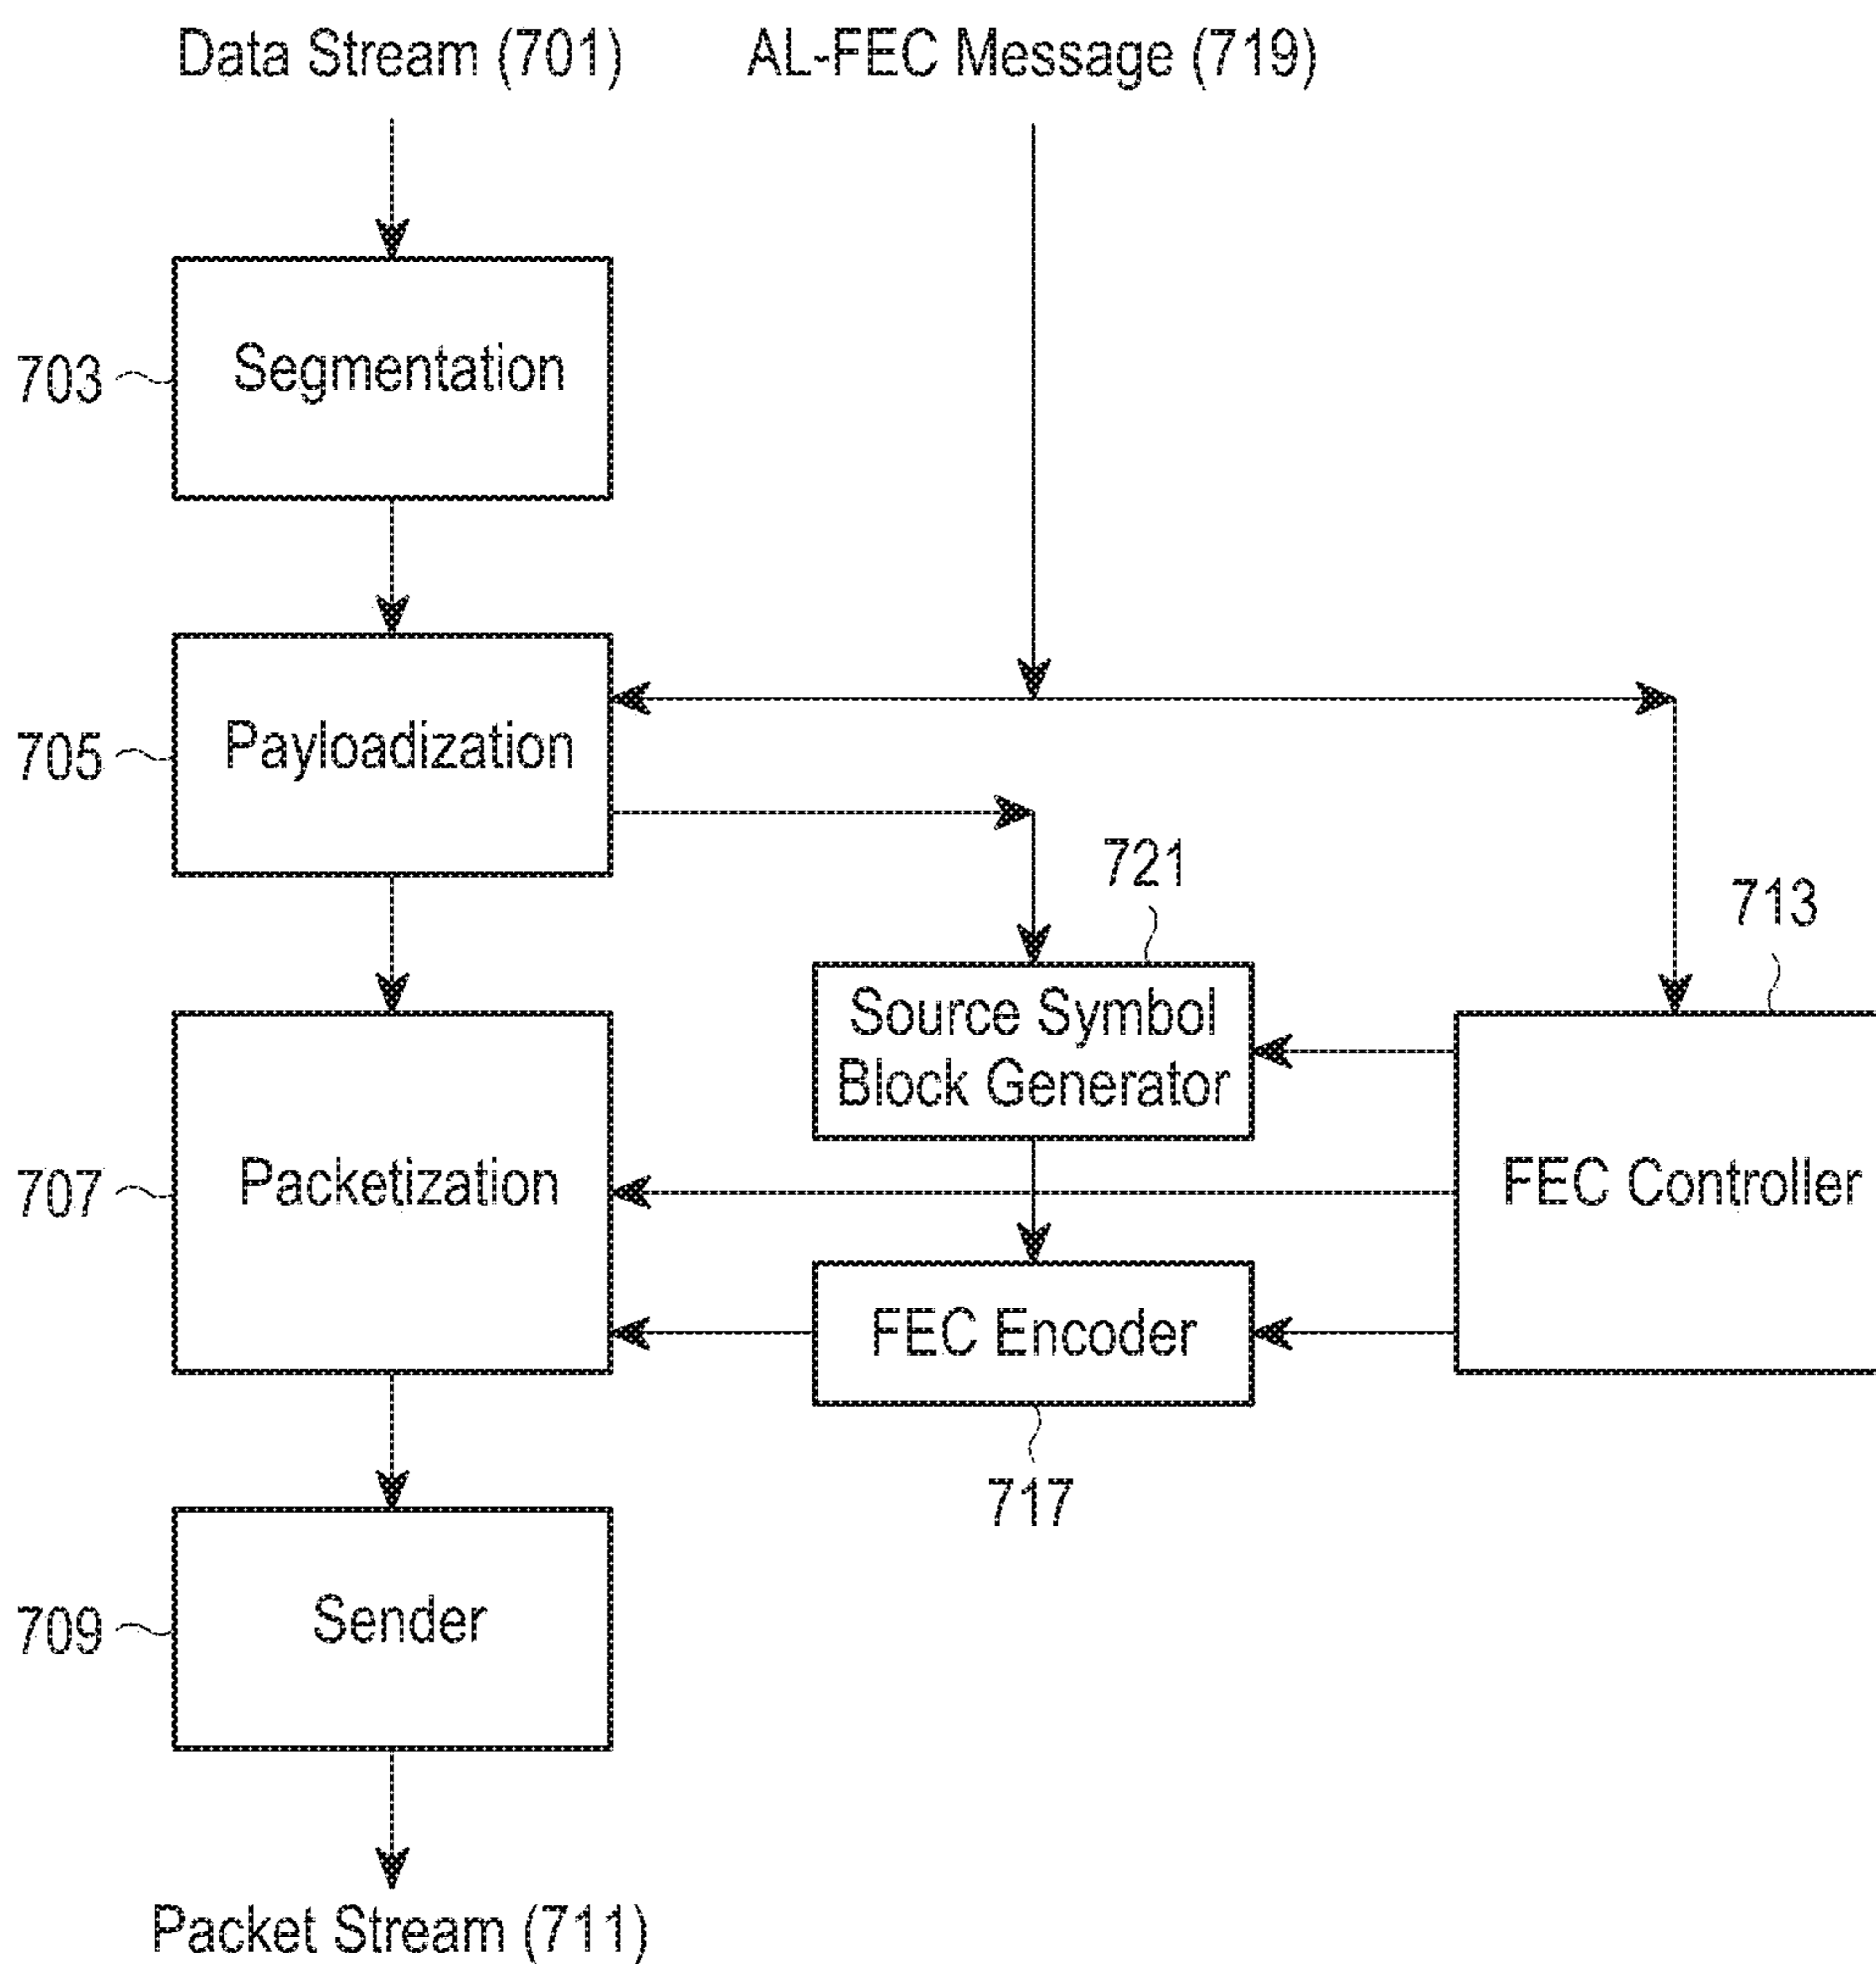 Data Stream (701)
AL-FEC Message (719)
703
Segmentation
705
Payloadization
721
713
Source Symbol
Block Generator
707
Packetization
FEC Controller
FEC Encoder
717
709
Sender
Packet Stream (711)